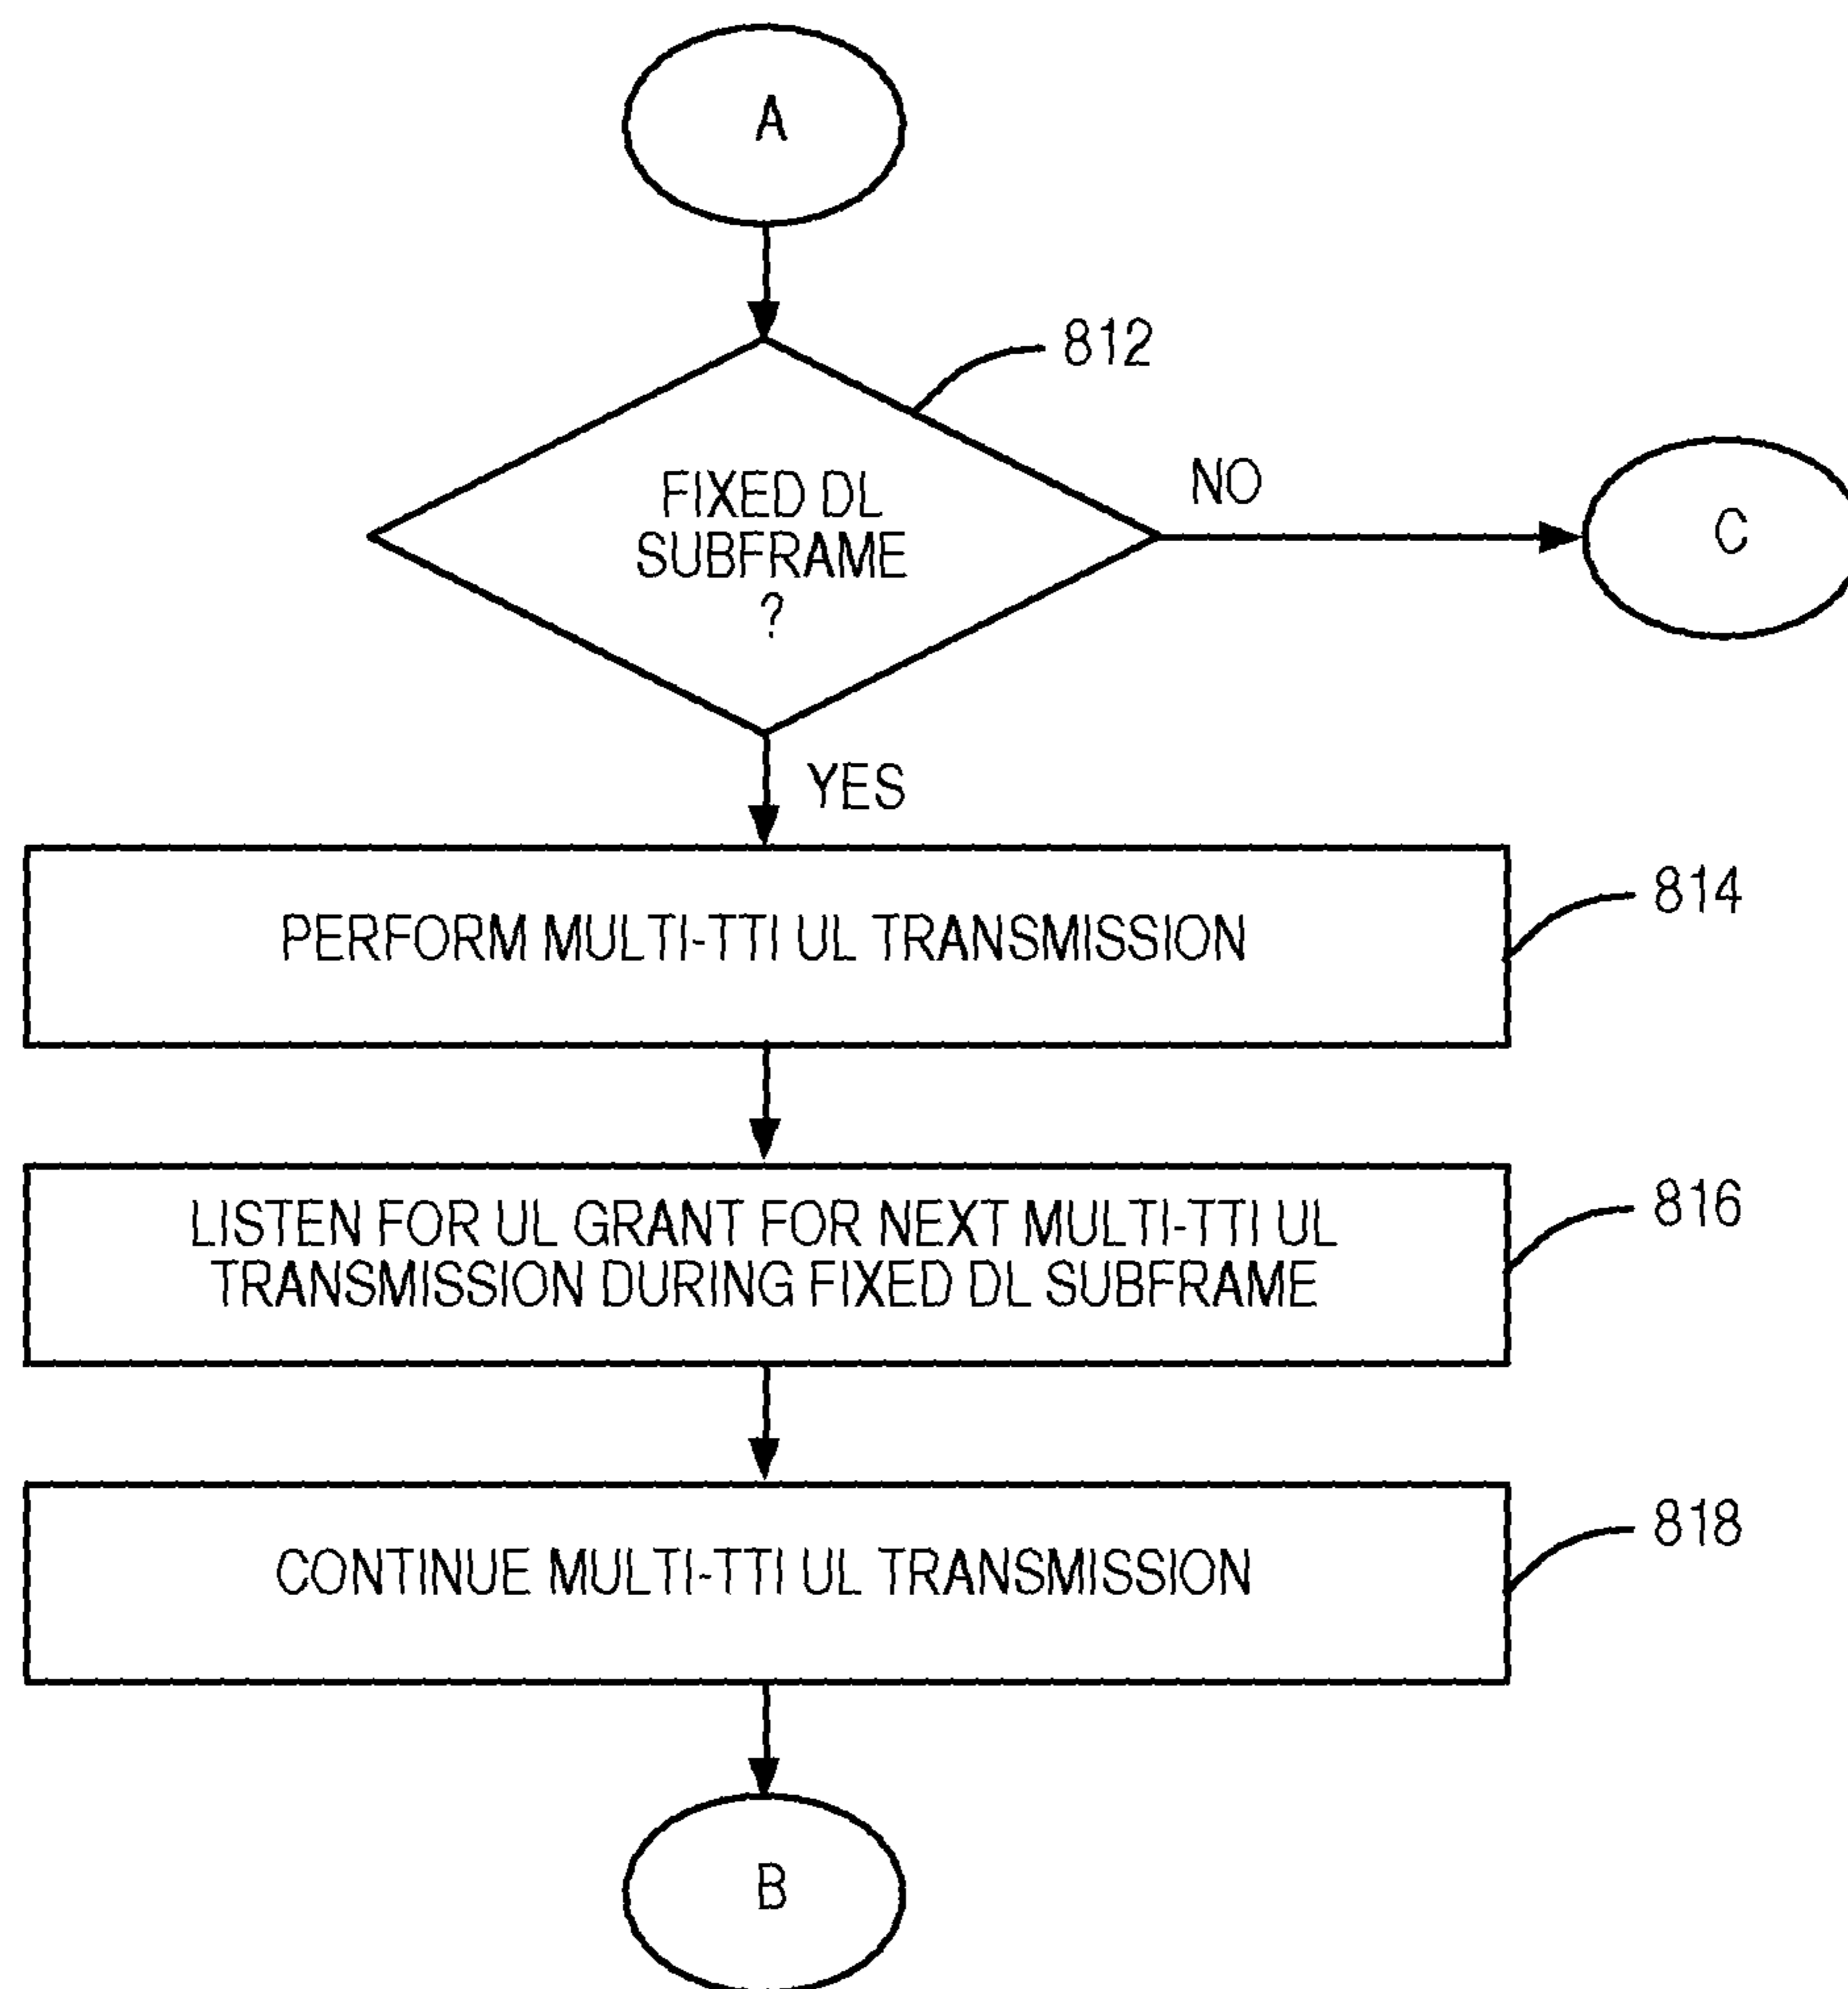 A
812
FIXED DL
SUBFRAME
?
NO
C
YES
PERFORM MULTI-TTI UL TRANSMISSION
814
LISTEN FOR UL GRANT FOR NEXT MULTI-TTI UL
TRANSMISSION DURING FIXED DL SUBFRAME
816
CONTINUE MULTI-TTI UL TRANSMISSION
818
B